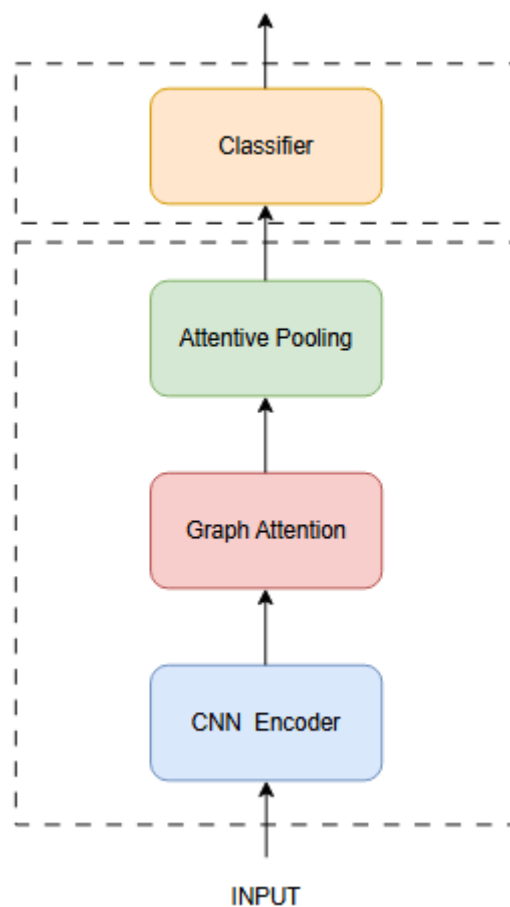 Classifier
Attentive Pooling
Graph Attention
CNN Encoder
INPUT